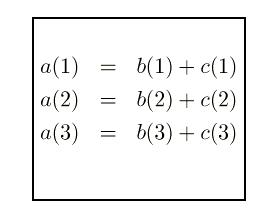 a(1) = b(1) + c(1)
a(2) = b(2) + c(2)
a(3) = b(3) + c(3)